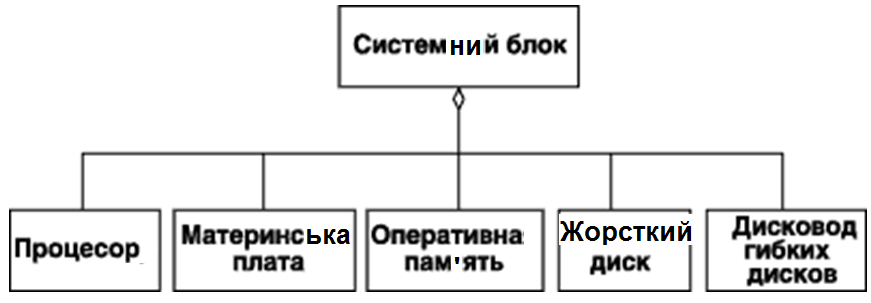 Системний блок
Процесор
Материнська
плата
Оперативна
пам'ять
Жорсткий
диск
Дисковод
гибких
дисков